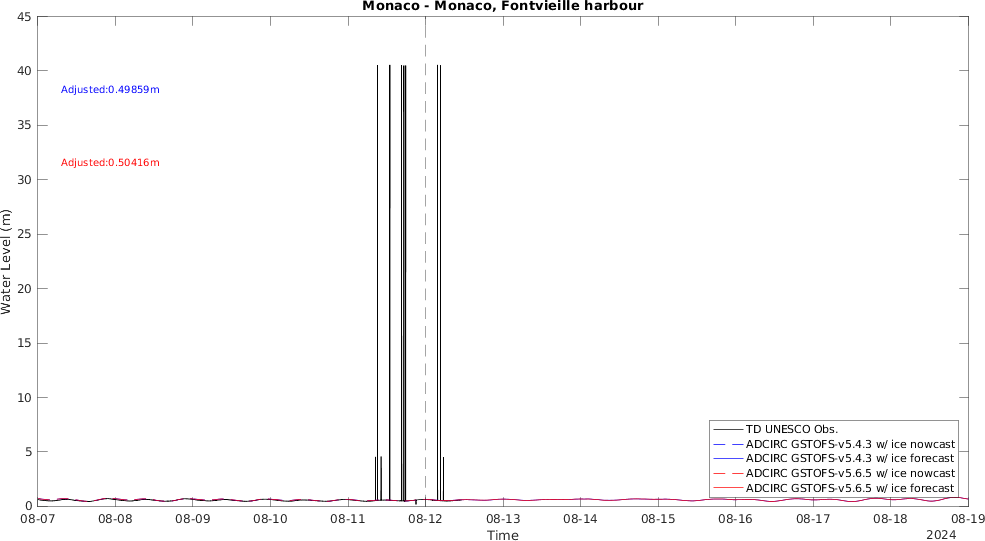 Monaco - Monaco, Fontvieille harbour
45
40
35
30
25
20
15
10
5
0
Water Level (m)
Adjusted:0.49859m
Adjusted:0.50416m
TD UNESCO Obs.
ADCIRC GSTOFS-v5.4.3 w/ ice nowcast
ADCIRC GSTOFS-v5.4.3 w/ ice forecast
ADCIRC GSTOFS-v5.6.5 w/ ice nowcast
ADCIRC GSTOFS-v5.6.5 w/ ice forecast
08-07 08-08 08-09 08-10 08-11 08-12 08-13 08-14 08-15 08-16 08-17 08-18 08-19
Time
2024